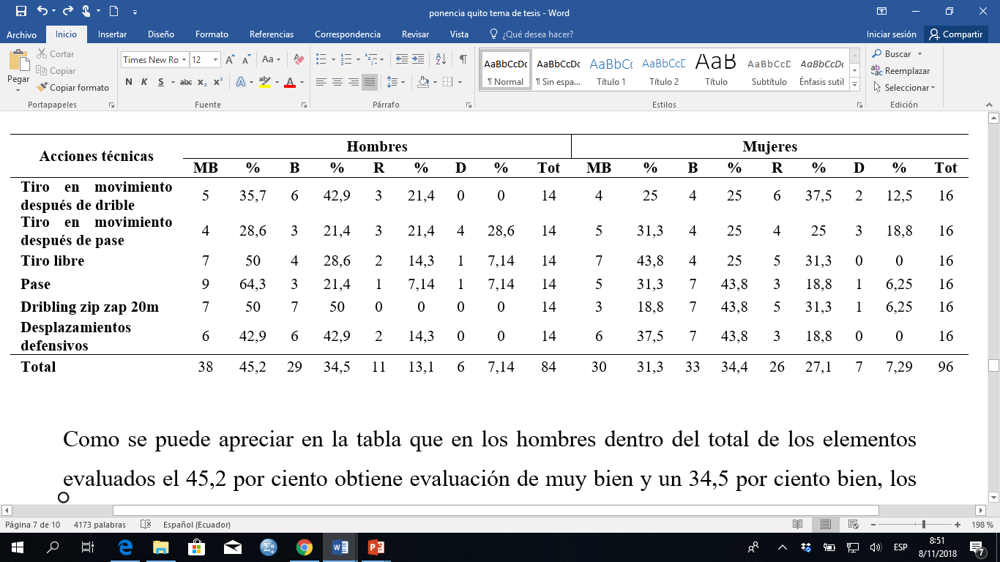 ponencia quito tema de tesis - Word
Archivo Inicio Insertar Diseño Formato Referencias Correspondencia Revisar Vista ¿Qué desea hacer? Iniciar sesión Compartir
Pegar
Cortar
Copiar
Copiar formato
Portapapeles
Times New Ro 12
N K S abc x₂ x²
Fuente
Párrafo
AaBbCcDc AaBbCcDc AaBbCc AaBbCcD AaB AaBbCcD AaBbCcDc
¶ Normal ¶ Sin espa... Título 1 Título 2 Título Subtítulo Énfasis sutil
Estilos
Buscar
Reemplazar
Seleccionar
Edición
Acciones técnicas Hombres Mujeres
MB % B % R % D % Tot MB % B % R % D % Tot
Tiro en movimiento
después de drible 5 35,7 6 42,9 3 21,4 0 0 14 4 25 4 25 6 37,5 2 12,5 16
Tiro en movimiento
después de pase 4 28,6 3 21,4 3 21,4 4 28,6 14 5 31,3 4 25 4 25 3 18,8 16
Tiro libre 7 50 4 28,6 2 14,3 1 7,14 14 7 43,8 4 25 5 31,3 0 0 16
Pase 9 64,3 3 21,4 1 7,14 1 7,14 14 5 31,3 7 43,8 3 18,8 1 6,25 16
Dribling zip zap 20m 7 50 7 50 0 0 0 0 14 3 18,8 7 43,8 5 31,3 1 6,25 16
Desplazamientos
defensivos 6 42,9 6 42,9 2 14,3 0 0 14 6 37,5 7 43,8 3 18,8 0 0 16
Total 38 45,2 29 34,5 11 13,1 6 7,14 84 30 31,3 33 34,4 26 27,1 7 7,29 96
Como se puede apreciar en la tabla que en los hombres dentro del total de los elementos
evaluados el 45,2 por ciento obtiene evaluación de muy bien y un 34,5 por ciento bien, los
Página 7 de 10 4173 palabras Español (Ecuador) 198 %
ESP 8:51
8/11/2018 7